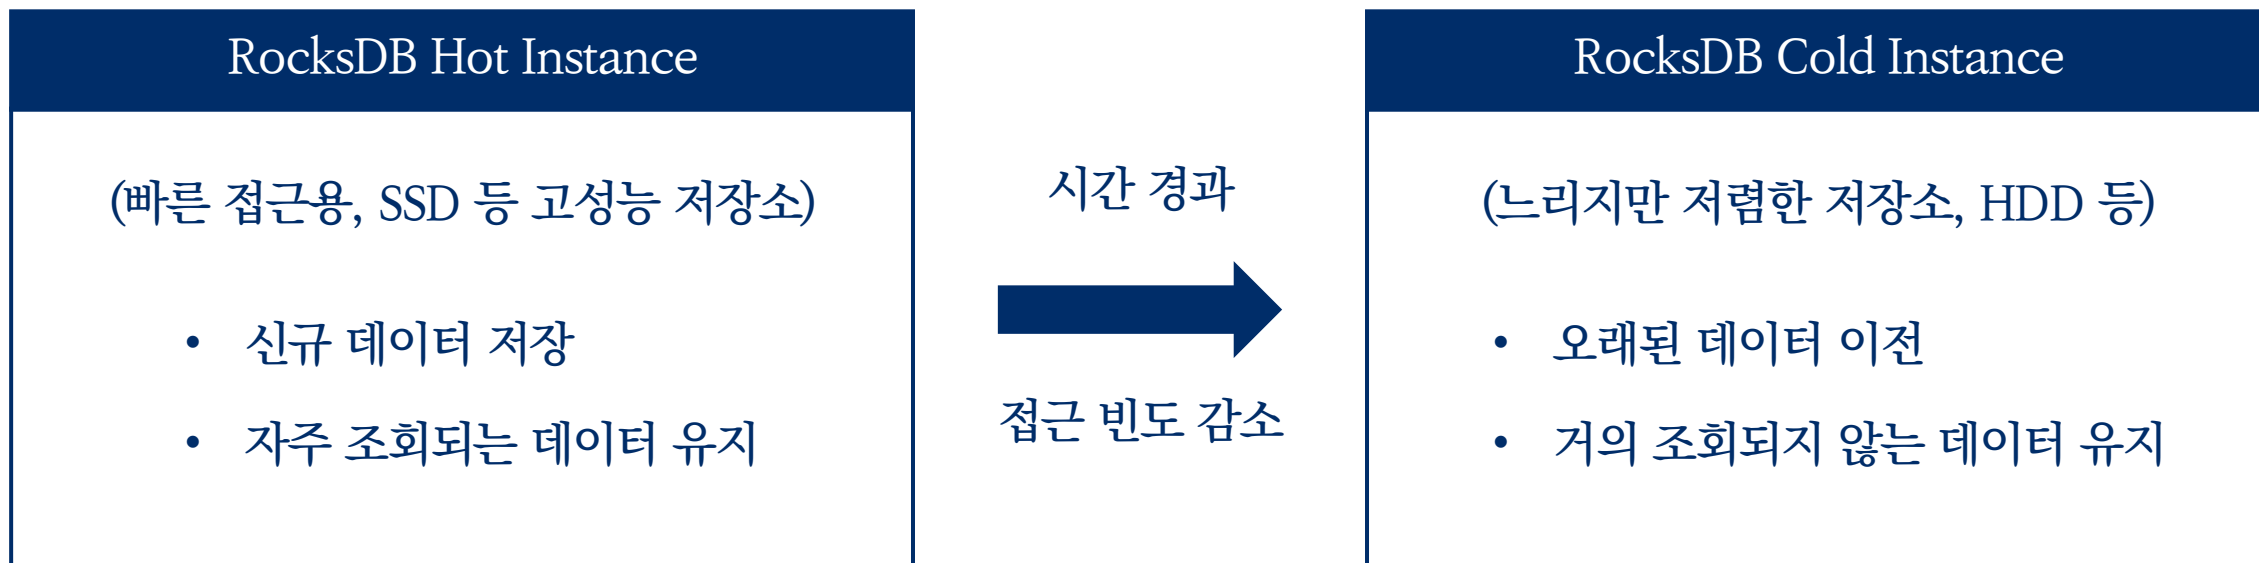 RocksDB Hot Instance
(빠른 접근용, SSD 등 고성능 저장소)
• 신규 데이터 저장
• 자주 조회되는 데이터 유지
시간 경과
접근 빈도 감소
RocksDB Cold Instance
(느리지만 저렴한 저장소, HDD 등)
• 오래된 데이터 이전
• 거의 조회되지 않는 데이터 유지